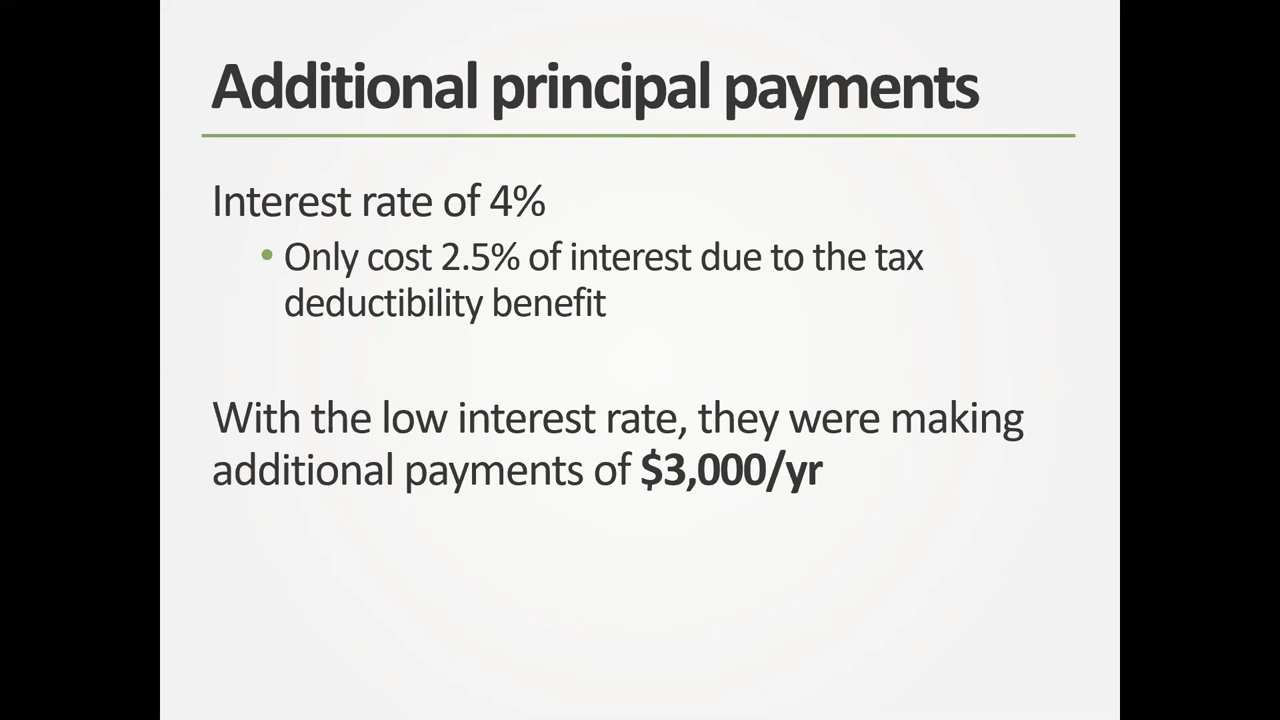 Additional principal payments
Interest rate of 4%
• Only cost 2.5% of interest due to the tax
deductibility benefit
With the low interest rate, they were making
additional payments of $3,000/yr